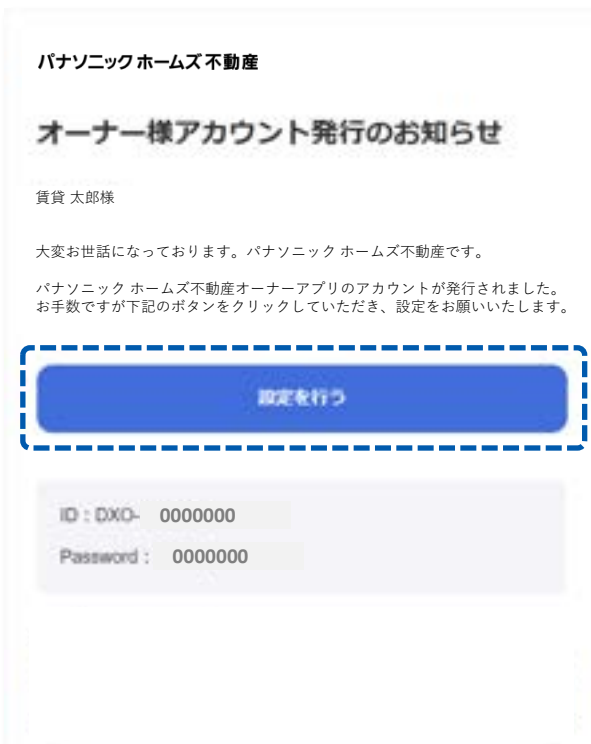 パナソニック ホームズ 不動産
オーナー様アカウント発行のお知らせ
賃貸 太郎様
大変お世話になっております。パナソニック ホームズ不動産です。
パナソニック ホームズ不動産オーナーアプリのアカウントが発行されました。
お手数ですが下記のボタンをクリックしていただき、設定をお願いいたします。
設定を行う
ID : DXO- 0000000
Password : 0000000